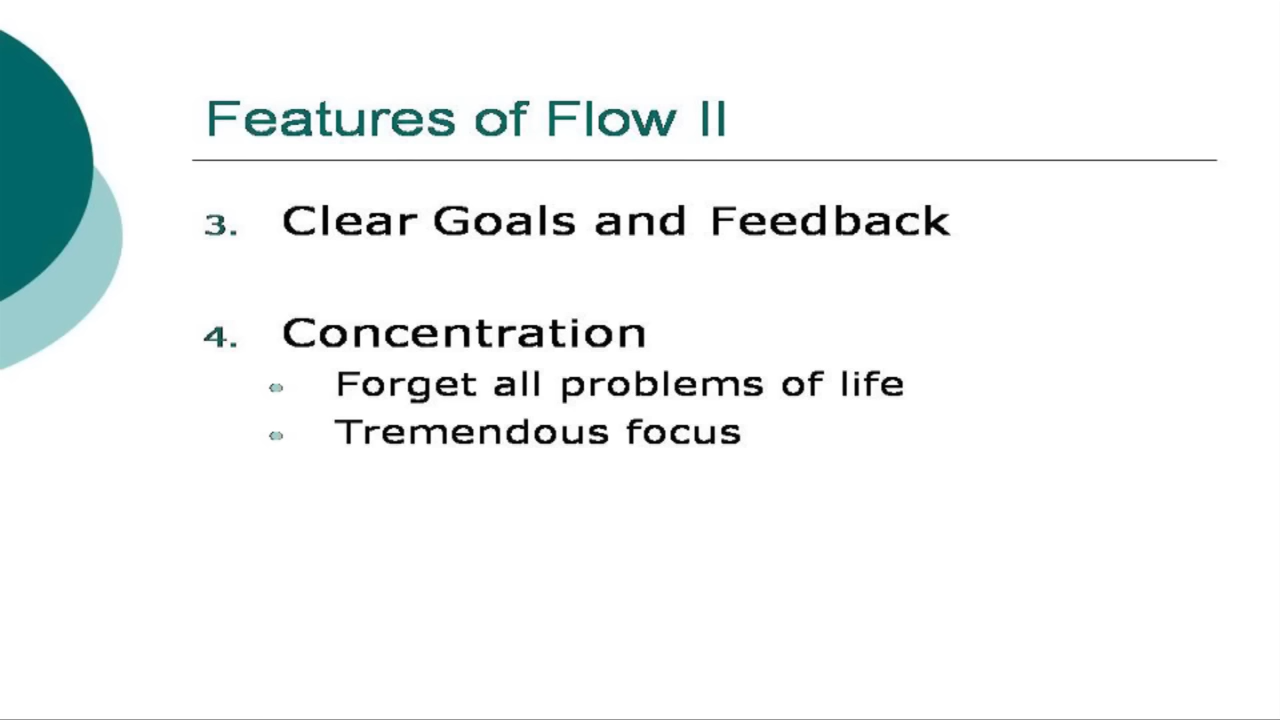 Features of Flow II
3. Clear Goals and Feedback
4. Concentration
Forget all problems of life
Tremendous focus